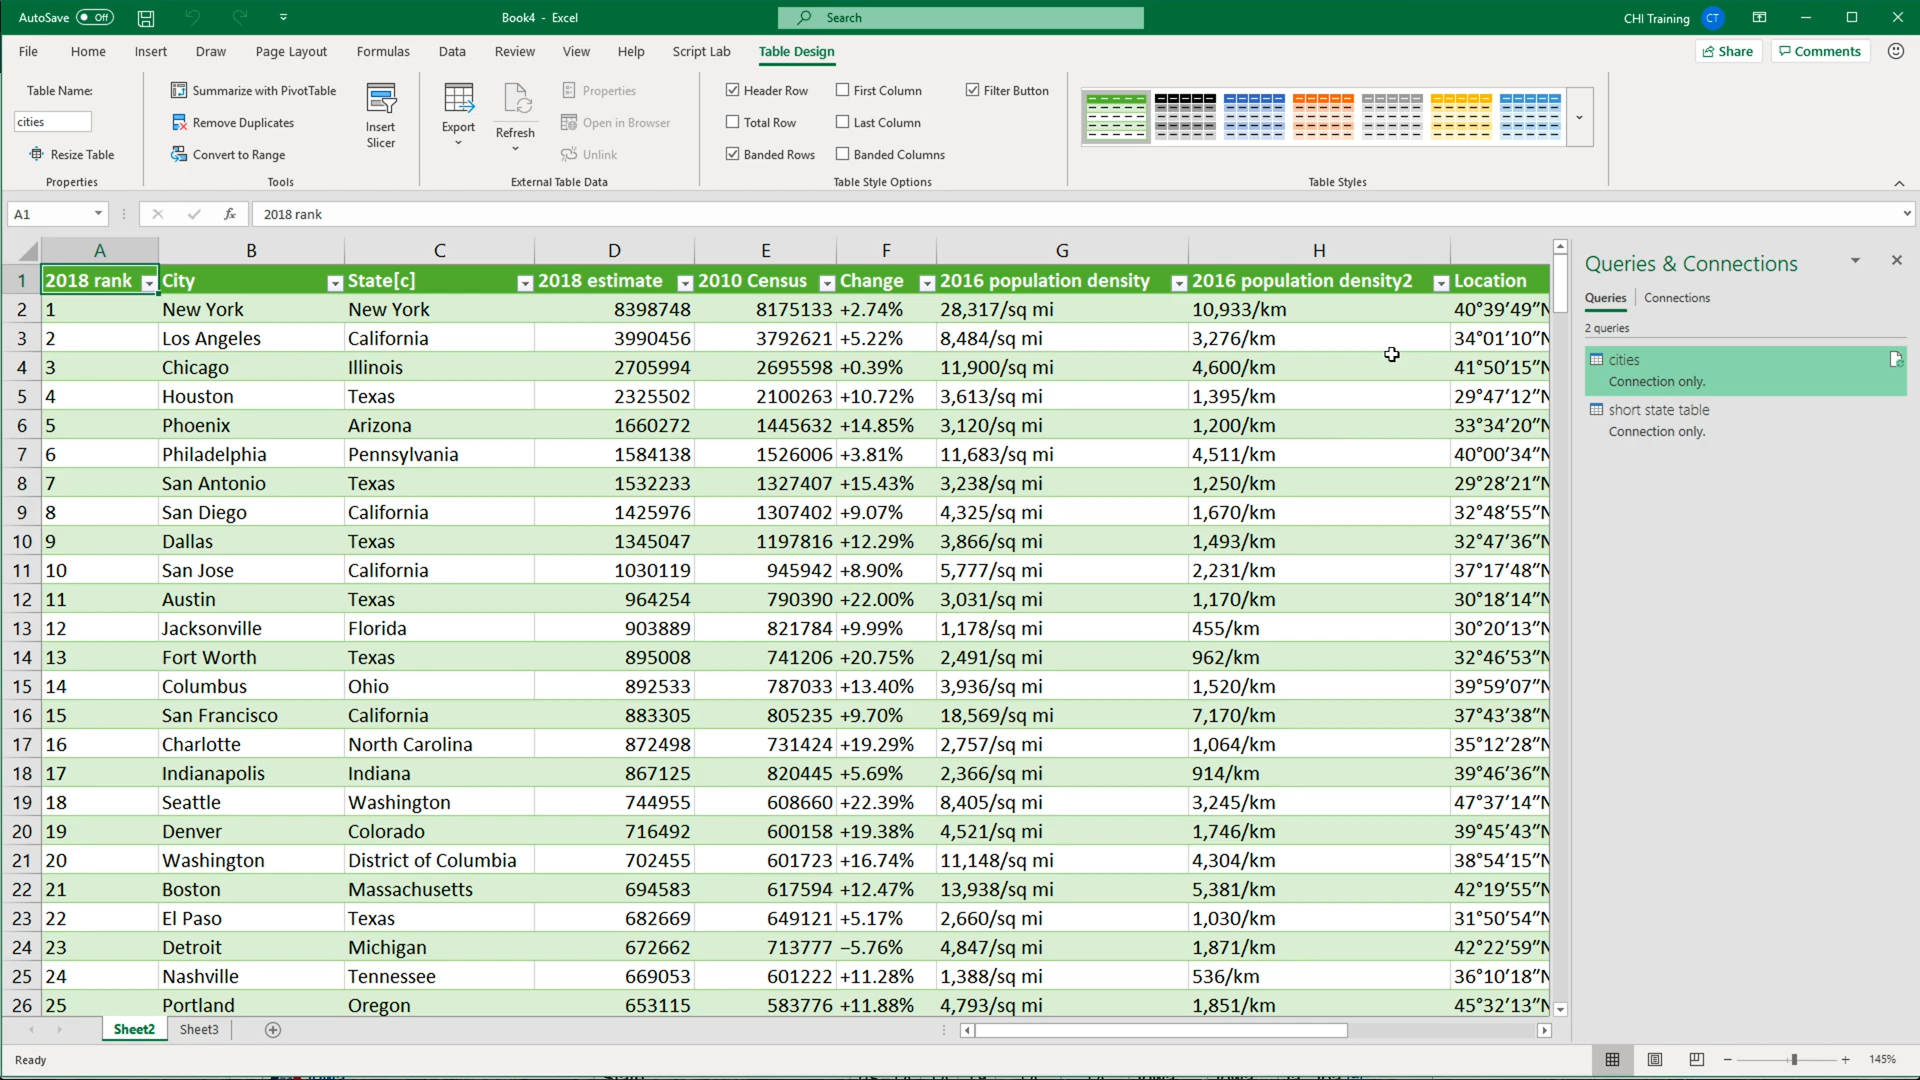 AutoSave Off Book4 - Excel Search CHI Training CT
File Home Insert Draw Page Layout Formulas Data Review View Help Script Lab Table Design Share Comments
Table Name:
cities
Resize Table
Properties
Summarize with PivotTable
Remove Duplicates
Convert to Range
Tools
Insert
Slicer
Export
Refresh
Properties
Open in Browser
Unlink
External Table Data
Header Row First Column Filter Button
Total Row Last Column
Banded Rows Banded Columns
Table Style Options
Table Styles
A1 fx 2018 rank
A B C D E F G H
1 2018 rank City State[c] 2018 estimate 2010 Census Change 2016 population density 2016 population density2 Location
2 1 New York New York 8398748 8175133 +2.74% 28,317/sq mi 10,933/km 40°39′49″N
3 2 Los Angeles California 3990456 3792621 +5.22% 8,484/sq mi 3,276/km 34°01′10″N
4 3 Chicago Illinois 2705994 2695598 +0.39% 11,900/sq mi 4,600/km 41°50′15″N
5 4 Houston Texas 2325502 2100263 +10.72% 3,613/sq mi 1,395/km 29°47′12″N
6 5 Phoenix Arizona 1660272 1445632 +14.85% 3,120/sq mi 1,200/km 33°34′20″N
7 6 Philadelphia Pennsylvania 1584138 1526006 +3.81% 11,683/sq mi 4,511/km 40°00′34″N
8 7 San Antonio Texas 1532233 1327407 +15.43% 3,238/sq mi 1,250/km 29°28′21″N
9 8 San Diego California 1425976 1307402 +9.07% 4,325/sq mi 1,670/km 32°48′55″N
10 9 Dallas Texas 1345047 1197816 +12.29% 3,866/sq mi 1,493/km 32°47′36″N
11 10 San Jose California 1030119 945942 +8.90% 5,777/sq mi 2,231/km 37°17′48″N
12 11 Austin Texas 964254 790390 +22.00% 3,031/sq mi 1,170/km 30°18′14″N
13 12 Jacksonville Florida 903889 821784 +9.99% 1,178/sq mi 455/km 30°20′13″N
14 13 Fort Worth Texas 895008 741206 +20.75% 2,491/sq mi 962/km 32°46′53″N
15 14 Columbus Ohio 892533 787033 +13.40% 3,936/sq mi 1,520/km 39°59′07″N
16 15 San Francisco California 883305 805235 +9.70% 18,569/sq mi 7,170/km 37°43′38″N
17 16 Charlotte North Carolina 872498 731424 +19.29% 2,757/sq mi 1,064/km 35°12′28″N
18 17 Indianapolis Indiana 867125 820445 +5.69% 2,366/sq mi 914/km 39°46′36″N
19 18 Seattle Washington 744955 608660 +22.39% 8,405/sq mi 3,245/km 47°37′14″N
20 19 Denver Colorado 716492 600158 +19.38% 4,521/sq mi 1,746/km 39°45′43″N
21 20 Washington District of Columbia 702455 601723 +16.74% 11,148/sq mi 4,304/km 38°54′15″N
22 21 Boston Massachusetts 694583 617594 +12.47% 13,938/sq mi 5,381/km 42°19′55″N
23 22 El Paso Texas 682669 649121 +5.17% 2,660/sq mi 1,030/km 31°50′54″N
24 23 Detroit Michigan 672662 713777 −5.76% 4,847/sq mi 1,871/km 42°22′59″N
25 24 Nashville Tennessee 669053 601222 +11.28% 1,388/sq mi 536/km 36°10′18″N
26 25 Portland Oregon 653115 583776 +11.88% 4,793/sq mi 1,851/km 45°32′13″N
Queries & Connections
Queries Connections
2 queries
cities
Connection only.
short state table
Connection only.
Sheet2 Sheet3
Ready 145%